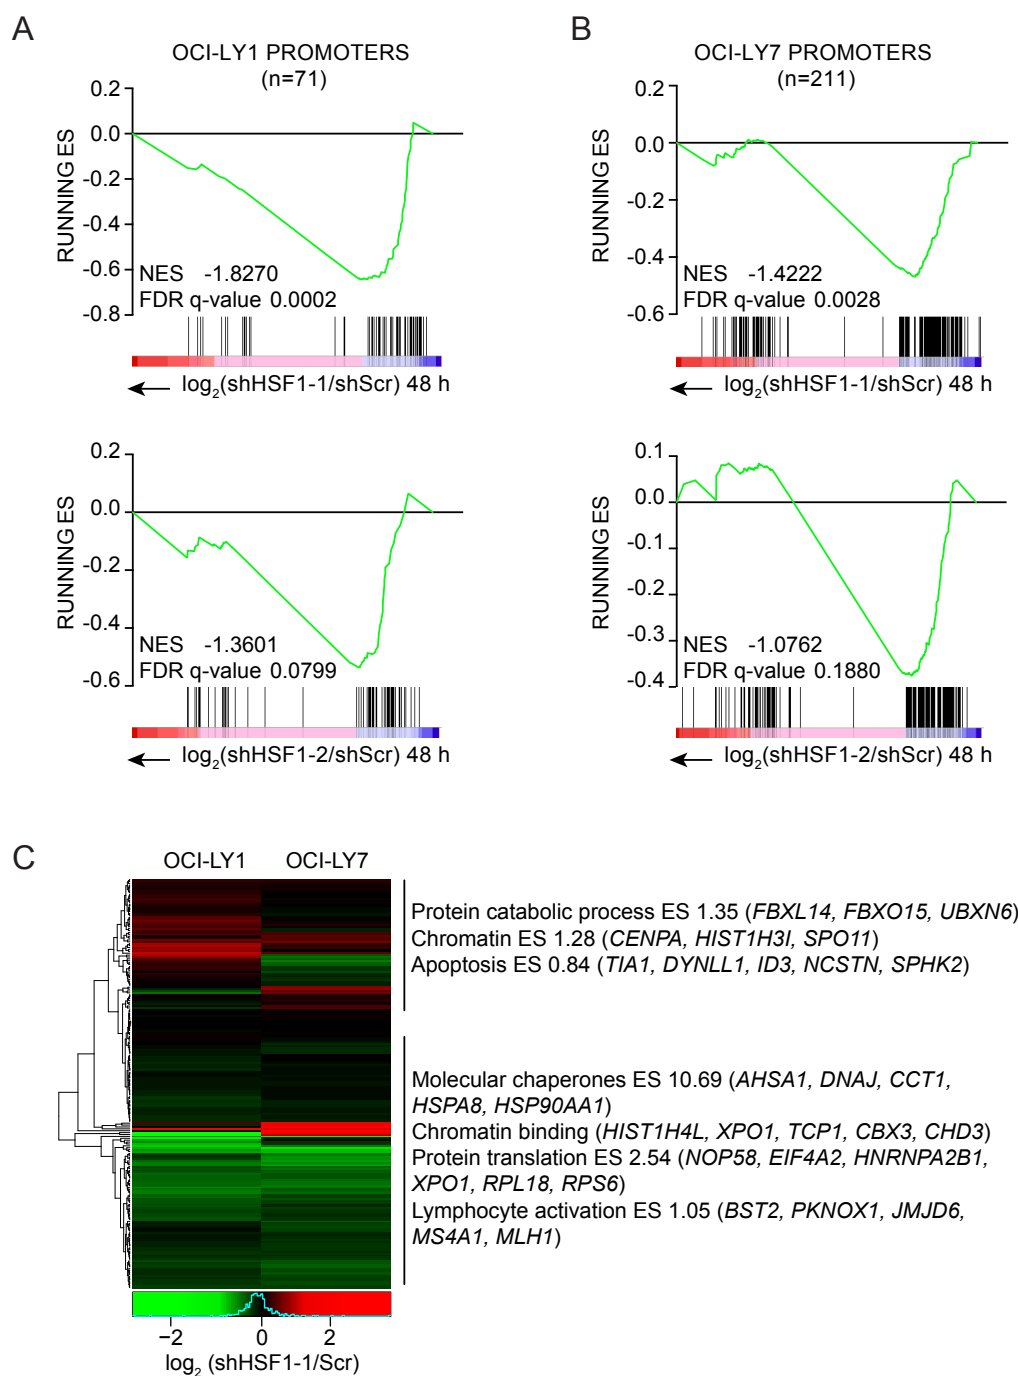 A
OCI-LY1 PROMOTERS
(n=71)
0.2
0.0
-0.2
-0.4
-0.6
-0.8
RUNNING ES
NES -1.8270
FDR q-value 0.0002
log2(shHSF1-1/shScr) 48 h
0.2
0.0
-0.2
-0.4
-0.6
RUNNING ES
NES -1.3601
FDR q-value 0.0799
log2(shHSF1-2/shScr) 48 h
B
OCI-LY7 PROMOTERS
(n=211)
0.2
0.0
-0.2
-0.4
-0.6
RUNNING ES
NES -1.4222
FDR q-value 0.0028
log2(shHSF1-1/shScr) 48 h
0.1
0.0
-0.1
-0.2
-0.3
-0.4
RUNNING ES
NES -1.0762
FDR q-value 0.1880
log2(shHSF1-2/shScr) 48 h
C
OCI-LY1 OCI-LY7
Protein catabolic process ES 1.35 (FBXL14, FBXO15, UBXN6)
Chromatin ES 1.28 (CENPA, HIST1H3I, SPO11)
Apoptosis ES 0.84 (TIA1, DYNLL1, ID3, NCSTN, SPHK2)
Molecular chaperones ES 10.69 (AHSA1, DNAJ, CCT1,
HSPA8, HSP90AA1)
Chromatin binding (HIST1H4L, XPO1, TCP1, CBX3, CHD3)
Protein translation ES 2.54 (NOP58, EIF4A2, HNRNPA2B1,
XPO1, RPL18, RPS6)
Lymphocyte activation ES 1.05 (BST2, PKNOX1, JMJD6,
MS4A1, MLH1)
−2 0 2
log2 (shHSF1-1/Scr)